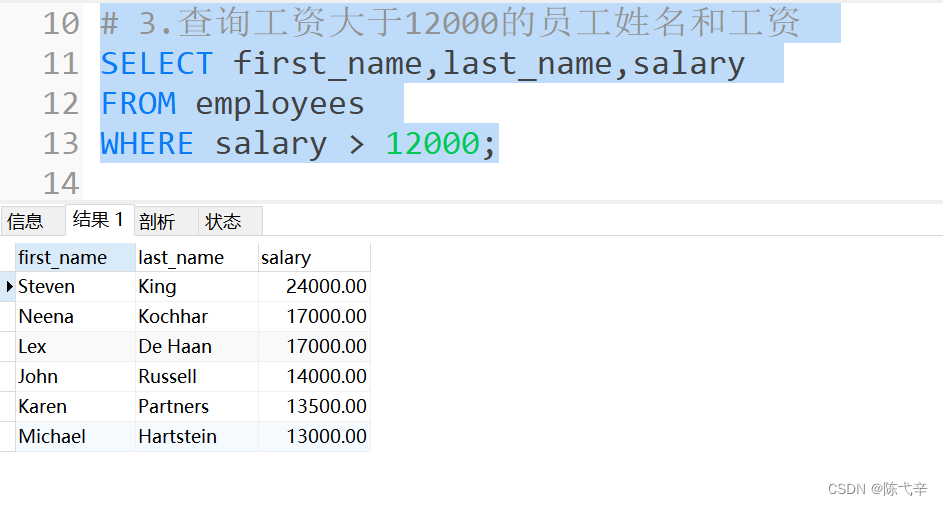 10 # 3.查询工资大于12000的员工姓名和工资
11 SELECT first_name,last_name,salary
12 FROM employees
13 WHERE salary > 12000;
14
信息 结果 1 剖析 状态
first_name last_name salary
Steven King 24000.00
Neena Kochhar 17000.00
Lex De Haan 17000.00
John Russell 14000.00
Karen Partners 13500.00
Michael Hartstein 13000.00
CSDN @陈弋辛